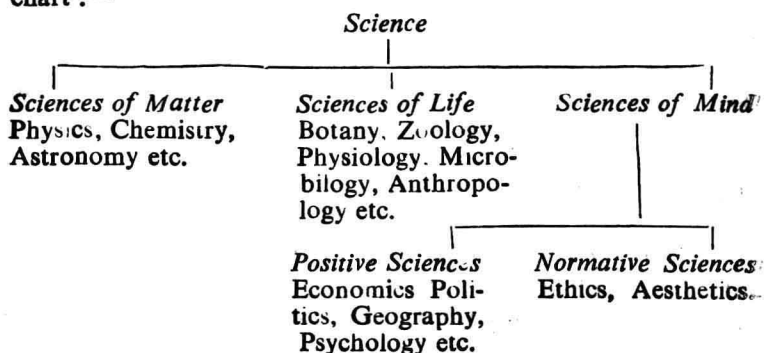 chart :
Science
Sciences of Matter
Physics, Chemistry,
Astronomy etc.
Sciences of Life
Botany, Zoology,
Physiology. Micro-
bilogy, Anthropo-
logy etc.
Sciences of Mind
Positive Sciences
Economics Poli-
tics, Geography,
Psychology etc.
Normative Sciences
Ethics, Aesthetics.